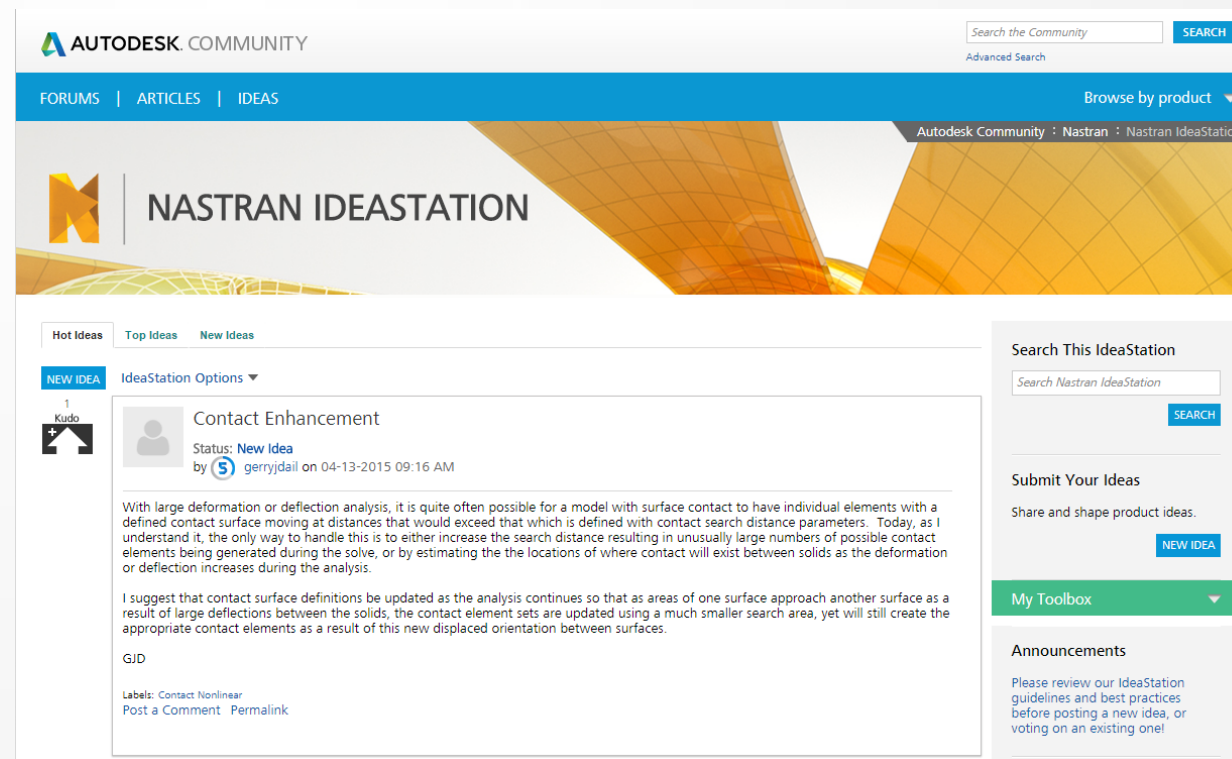 AUTODESK. COMMUNITY
Search the Community
SEARCH
Advanced Search
FORUMS | ARTICLES | IDEAS
Browse by product
Autodesk Community : Nastran : Nastran IdeaStatio
NASTRAN IDEASTATION
Hot Ideas
Top Ideas
New Ideas
NEW IDEA
IdeaStation Options
1
Kudo
+
Contact Enhancement
Status: New Idea
by 5 gerryjdail on 04-13-2015 09:16 AM
With large deformation or deflection analysis, it is quite often possible for a model with surface contact to have individual elements with a
defined contact surface moving at distances that would exceed that which is defined with contact search distance parameters. Today, as I
understand it, the only way to handle this is to either increase the search distance resulting in unusually large numbers of possible contact
elements being generated during the solve, or by estimating the the locations of where contact will exist between solids as the deformation
or deflection increases during the analysis.
I suggest that contact surface definitions be updated as the analysis continues so that as areas of one surface approach another surface as a
result of large deflections between the solids, the contact element sets are updated using a much smaller search area, yet will still create the
appropriate contact elements as a result of this new displaced orientation between surfaces.
GJD
Labels: Contact Nonlinear
Post a Comment Permalink
Search This IdeaStation
Search Nastran IdeaStation
SEARCH
Submit Your Ideas
Share and shape product ideas.
NEW IDEA
My Toolbox
Announcements
Please review our IdeaStation
guidelines and best practices
before posting a new idea, or
voting on an existing one!